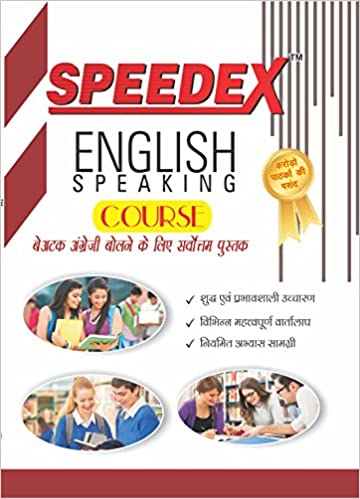 SPEEDEX™
ENGLISH
SPEAKING
COURSE
बेअटक अंग्रेजी बोलने के लिए सर्वोत्तम पुस्तक
करोड़ों
पाठकों की
पसंद
✓ शुद्ध एवं प्रभावशाली उच्चारण
✓ विभिन्न महत्वपूर्ण वार्तालाप
✓ नियमित अभ्यास सामग्री